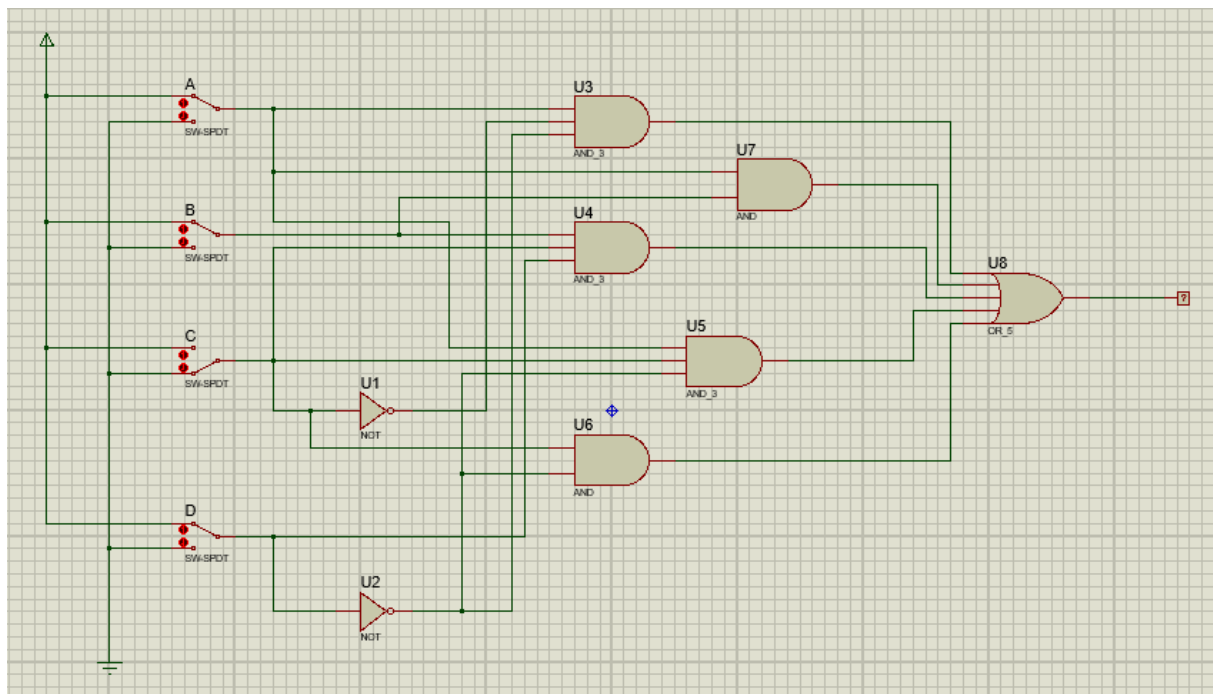 A
SW-SPDT
B
SW-SPDT
C
SW-SPDT
D
SW-SPDT
U1
NOT
U2
NOT
U3
AND_3
U4
AND_3
U7
AND
U5
AND_3
U6
AND
U8
OR_5
?